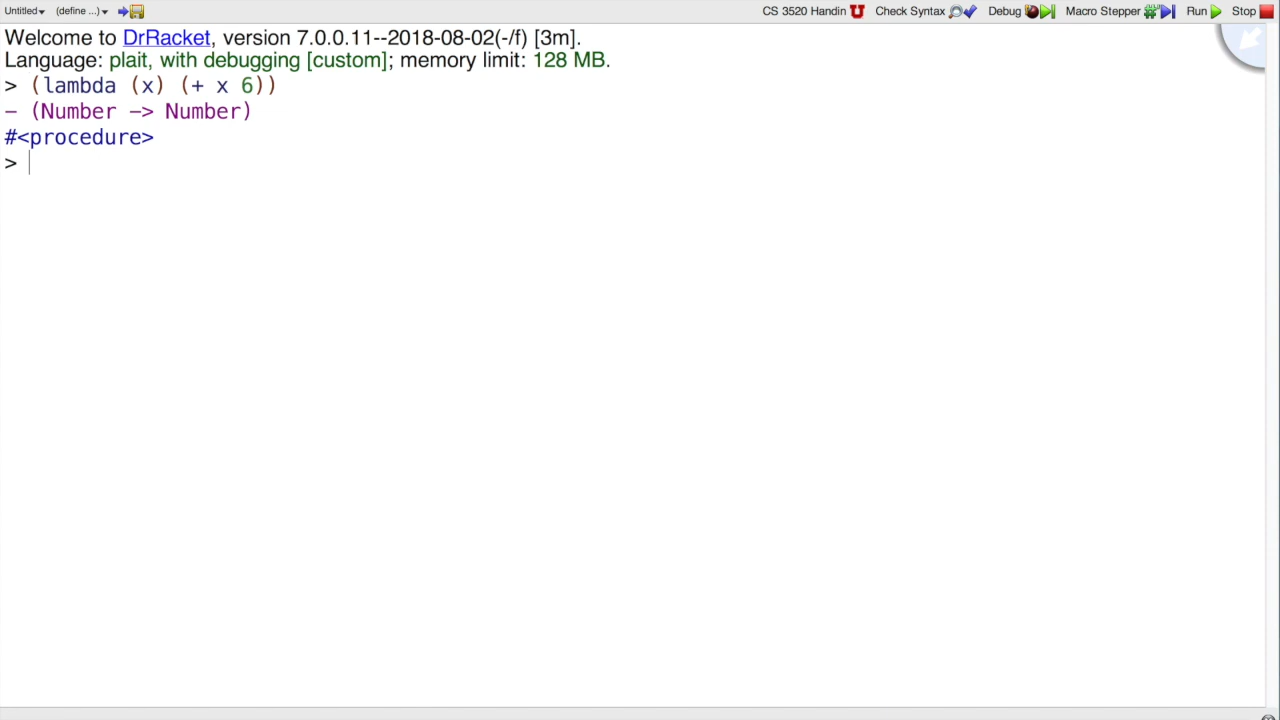 Untitled (define ...) CS 3520 Handin Check Syntax Debug Macro Stepper Run Stop
Welcome to DrRacket, version 7.0.0.11--2018-08-02(-/f) [3m].
Language: plait, with debugging [custom]; memory limit: 128 MB.
> (lambda (x) (+ x 6))
- (Number -> Number)
#<procedure>
>